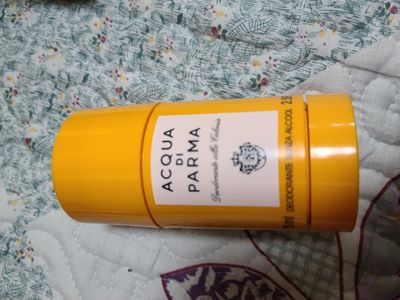 ACQUA
DI
PARMA
Deodorante alla Colonia
DEODORANTE SENZA ALCOOL